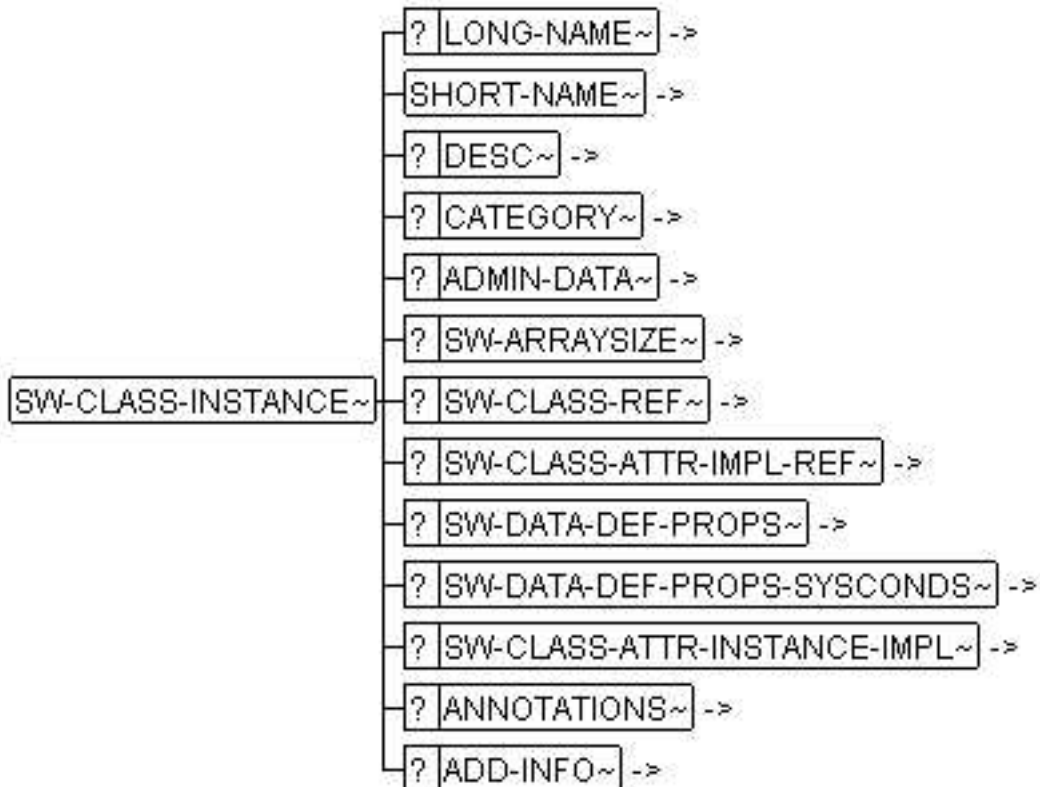 ? LONG-NAME~ ->
SHORT-NAME~ ->
? DESC~ ->
? CATEGORY~ ->
? ADMIN-DATA~ ->
? SW-ARRAYSIZE~ ->
SW-CLASS-INSTANCE~ ? SW-CLASS-REF~ ->
? SW-CLASS-ATTR-IMPL-REF~ ->
? SW-DATA-DEF-PROPS~ ->
? SW-DATA-DEF-PROPS-SYSCONDS~ ->
? SW-CLASS-ATTR-INSTANCE-IMPL~ ->
? ANNOTATIONS~ ->
? ADD-INFO~ ->